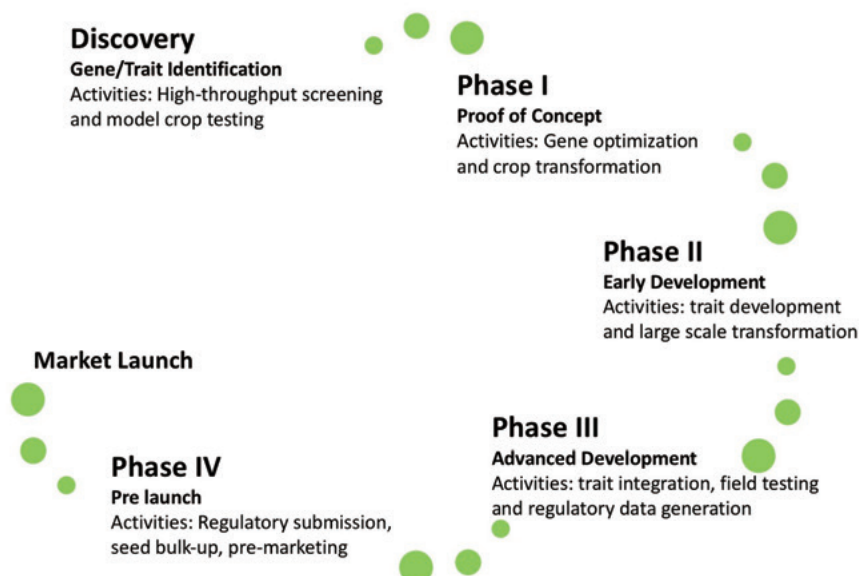 Discovery
Gene/Trait Identification
Activities: High-throughput screening
and model crop testing
Phase I
Proof of Concept
Activities: Gene optimization
and crop transformation
Phase II
Early Development
Activities: trait development
and large scale transformation
Phase III
Advanced Development
Activities: trait integration, field testing
and regulatory data generation
Phase IV
Pre launch
Activities: Regulatory submission,
seed bulk-up, pre-marketing
Market Launch